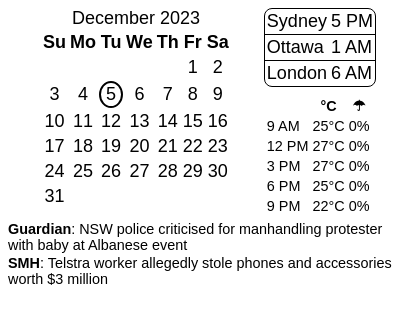 December 2023
Su Mo Tu We Th Fr Sa
1 2
3 4 5 6 7 8 9
10 11 12 13 14 15 16
17 18 19 20 21 22 23
24 25 26 27 28 29 30
31
Sydney 5 PM
Ottawa 1 AM
London 6 AM
°C ☂
9 AM 25°C 0%
12 PM 27°C 0%
3 PM 27°C 0%
6 PM 25°C 0%
9 PM 22°C 0%
Guardian: NSW police criticised for manhandling protester
with baby at Albanese event
SMH: Telstra worker allegedly stole phones and accessories
worth $3 million